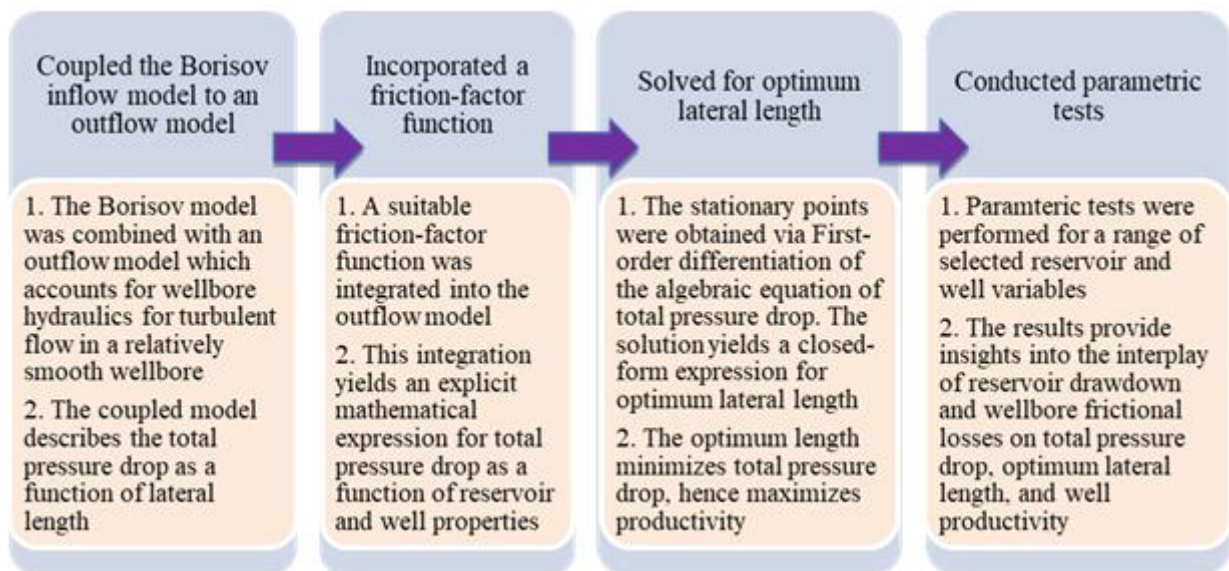 Coupled the Borisov
inflow model to an
outflow model
1. The Borisov model
was combined with an
outflow model which
accounts for wellbore
hydraulics for turbulent
flow in a relatively
smooth wellbore
2. The coupled model
describes the total
pressure drop as a
function of lateral
length
Incorporated a
friction-factor
function
1. A suitable
friction-factor
function was
integrated into the
outflow model
2. This integration
yields an explicit
mathematical
expression for total
pressure drop as a
function of reservoir
and well properties
Solved for optimum
lateral length
1. The stationary points
were obtained via First-
order differentiation of
the algebraic equation of
total pressure drop. The
solution yields a closed-
form expression for
optimum lateral length
2. The optimum length
minimizes total pressure
drop, hence maximizes
productivity
Conducted parametric
tests
1. Paramteric tests were
performed for a range of
selected reservoir and
well variables
2. The results provide
insights into the interplay
of reservoir drawdown
and wellbore frictional
losses on total pressure
drop, optimum lateral
length, and well
productivity